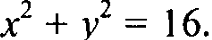 x² + y² = 16.